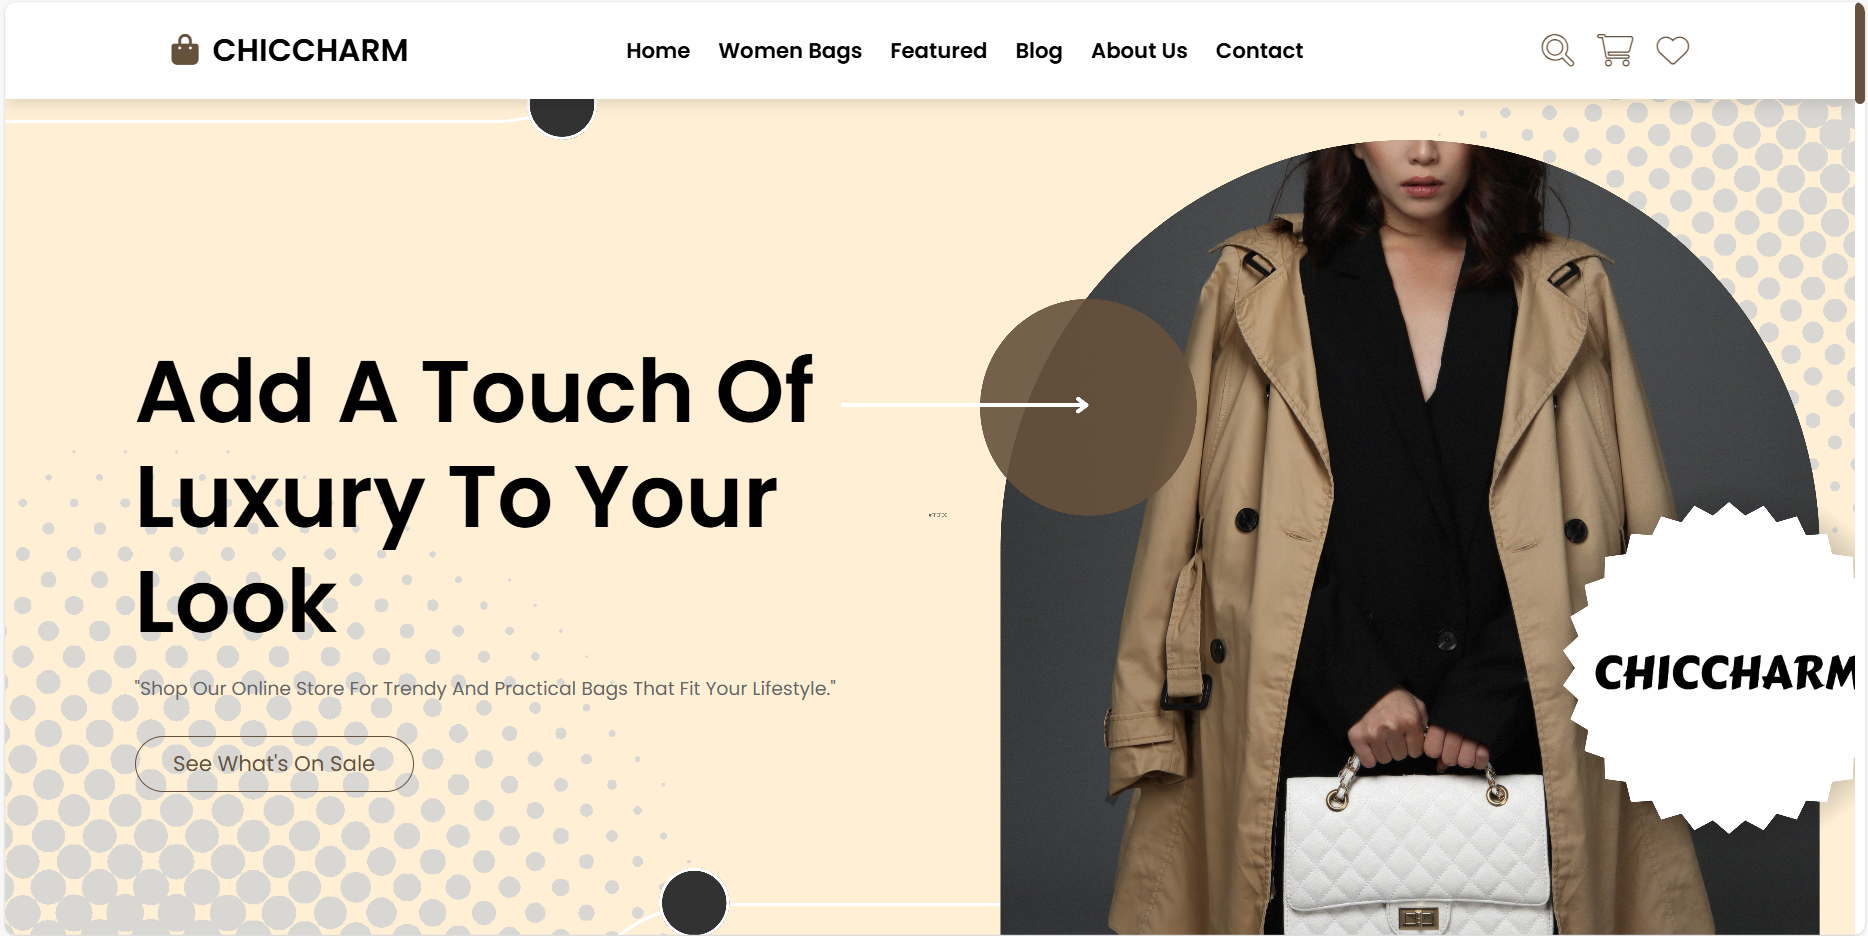 CHICCHARM
Home Women Bags Featured Blog About Us Contact
Add A Touch Of
Luxury To Your
Look
"Shop Our Online Store For Trendy And Practical Bags That Fit Your Lifestyle."
See What's On Sale
CHICCHARM